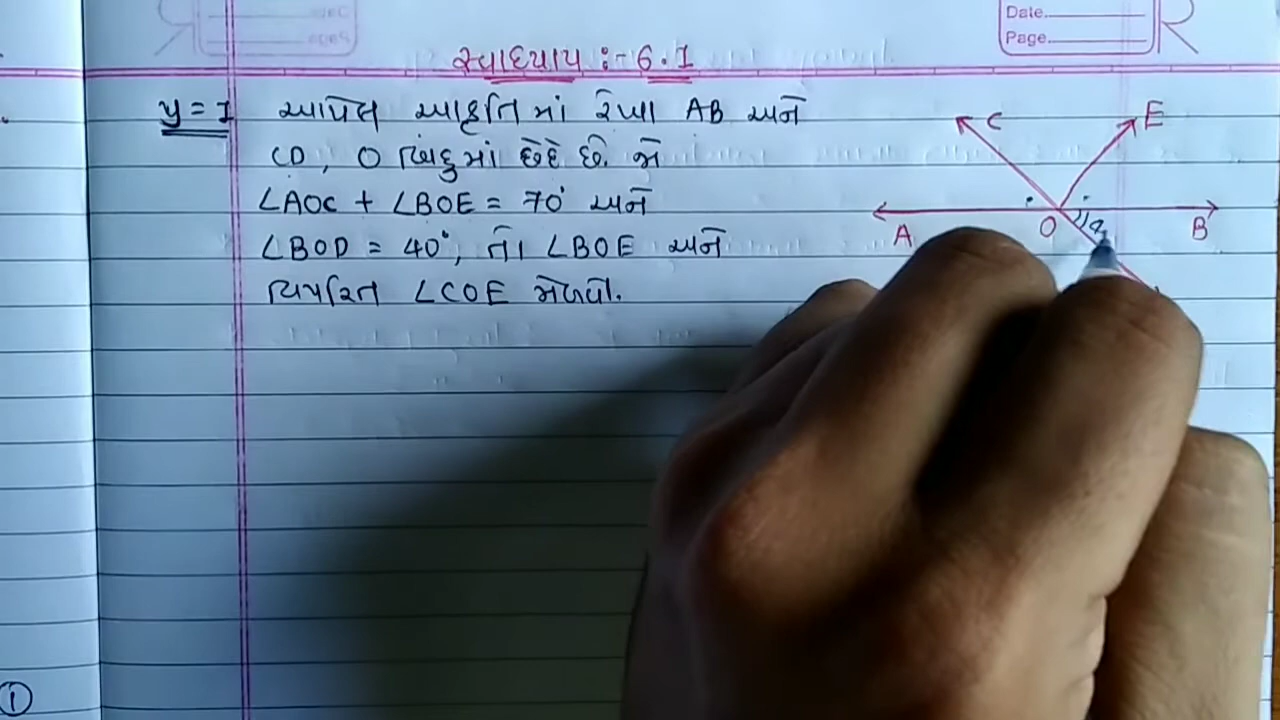 Date
Page
સ્વાધ્યાય :- 6.1
પ્ર = 1 આપેલ આકૃતિ માં રેખા AB અને
CD, O બિંદુમાં છેદે છે. જો
∠AOC + ∠BOE = 70° અને
∠BOD = 40°, તો ∠BOE અને
વિપરિત ∠COE મેળવો.
C
E
A
O
B
①